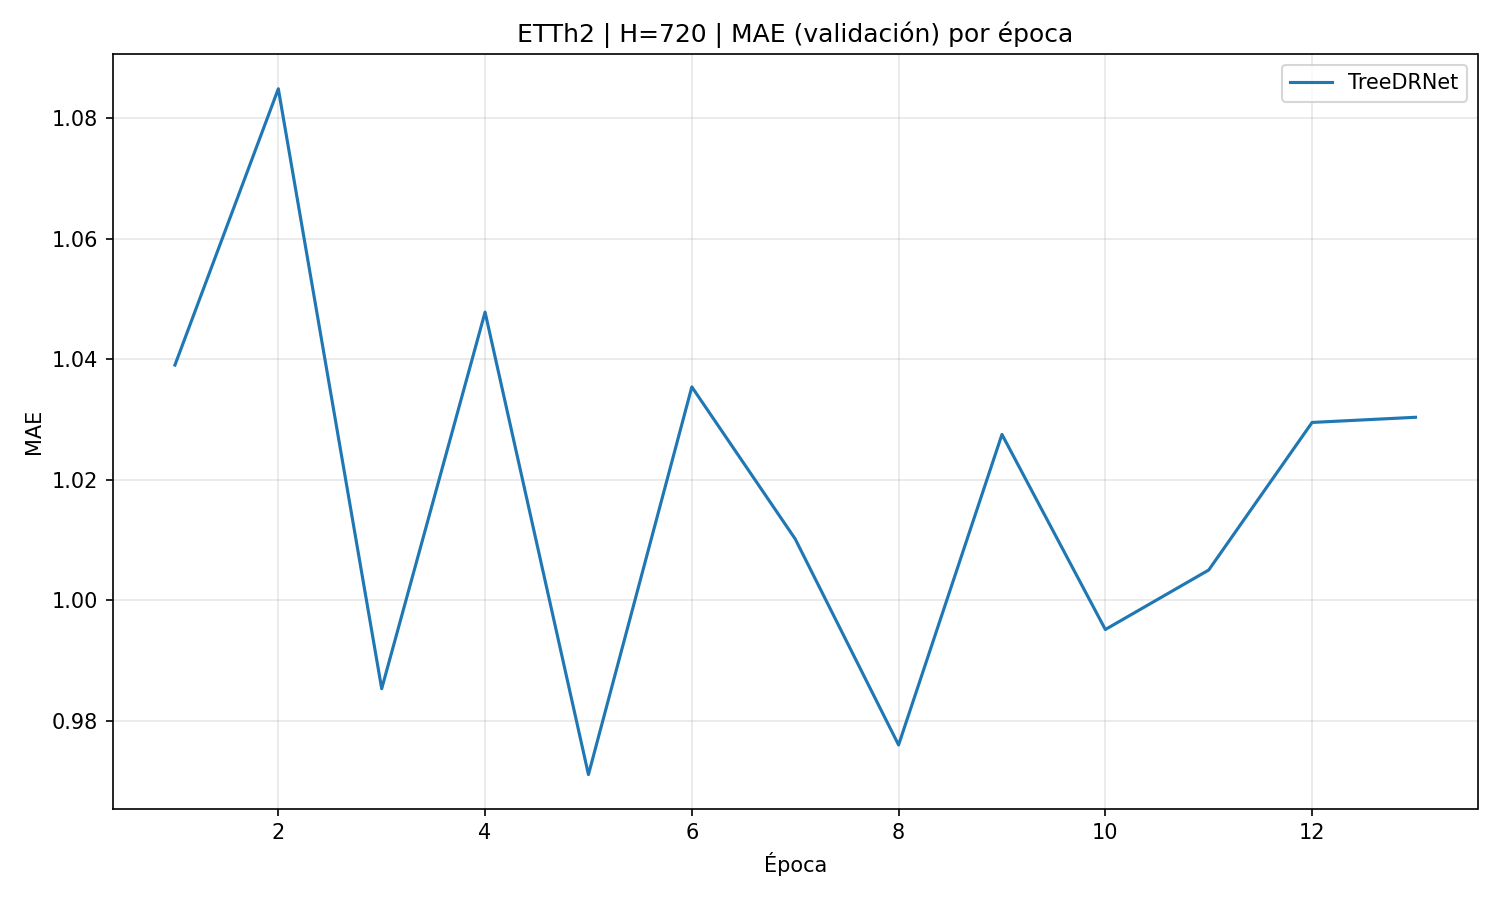 ETTh2 | H=720 | MAE (validación) por época
TreeDRNet
1.08
1.06
1.04
1.02
1.00
0.98
MAE
2 4 6 8 10 12
Época